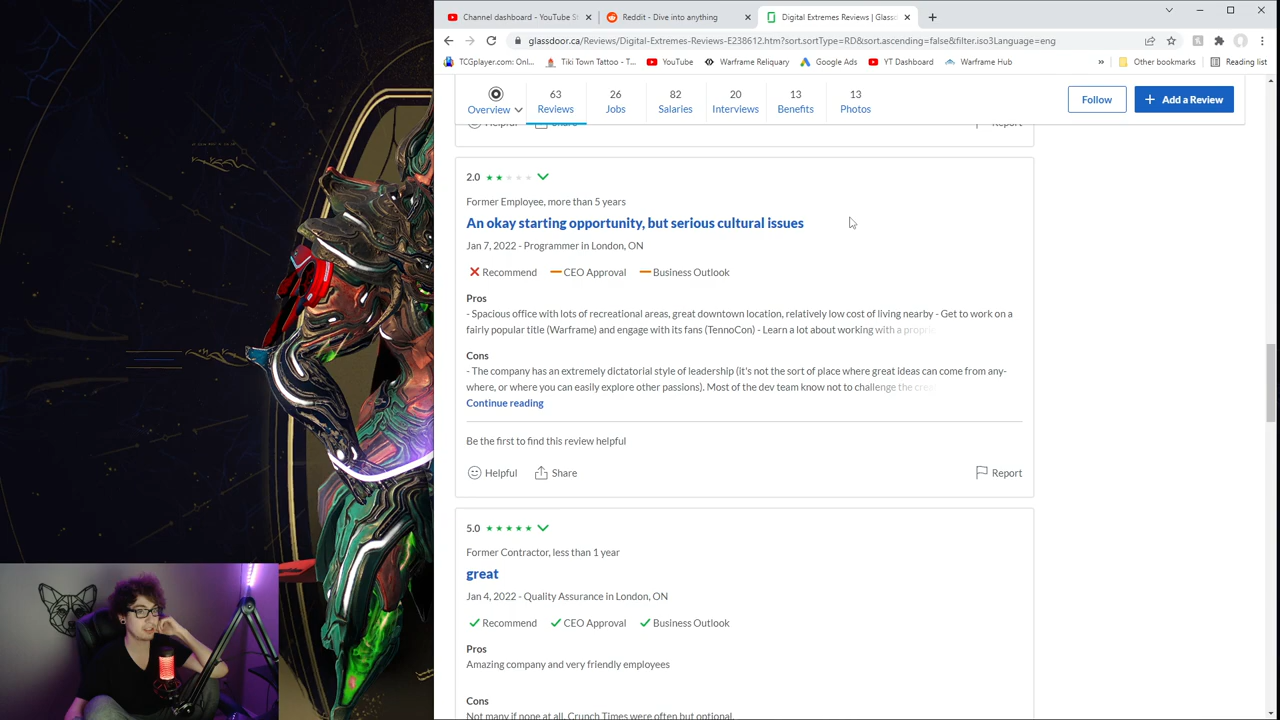 Channel dashboard - YouTube St
Reddit - Dive into anything
Digital Extremes Reviews | Glassd
glassdoor.ca/Reviews/Digital-Extremes-Reviews-E238612.htm?sort.sortType=RD&sort.ascending=false&filter.iso3Language=eng
TCGplayer.com: Onl...
Tiki Town Tattoo - T...
YouTube
Warframe Reliquary
Google Ads
YT Dashboard
Warframe Hub
»
Other bookmarks
Reading list
Overview
63
Reviews
26
Jobs
82
Salaries
20
Interviews
13
Benefits
13
Photos
Follow
+ Add a Review
Helpful
Share
Report
2.0
Former Employee, more than 5 years
An okay starting opportunity, but serious cultural issues
Jan 7, 2022 - Programmer in London, ON
Recommend
CEO Approval
Business Outlook
Pros
- Spacious office with lots of recreational areas, great downtown location, relatively low cost of living nearby - Get to work on a
fairly popular title (Warframe) and engage with its fans (TennoCon) - Learn a lot about working with a propri
Cons
- The company has an extremely dictatorial style of leadership (it's not the sort of place where great ideas can come from any-
where, or where you can easily explore other passions). Most of the dev team know not to challenge the crea
Continue reading
Be the first to find this review helpful
Helpful
Share
Report
5.0
Former Contractor, less than 1 year
great
Jan 4, 2022 - Quality Assurance in London, ON
Recommend
CEO Approval
Business Outlook
Pros
Amazing company and very friendly employees
Cons
Not many if none at all. Crunch Times were often but optional.